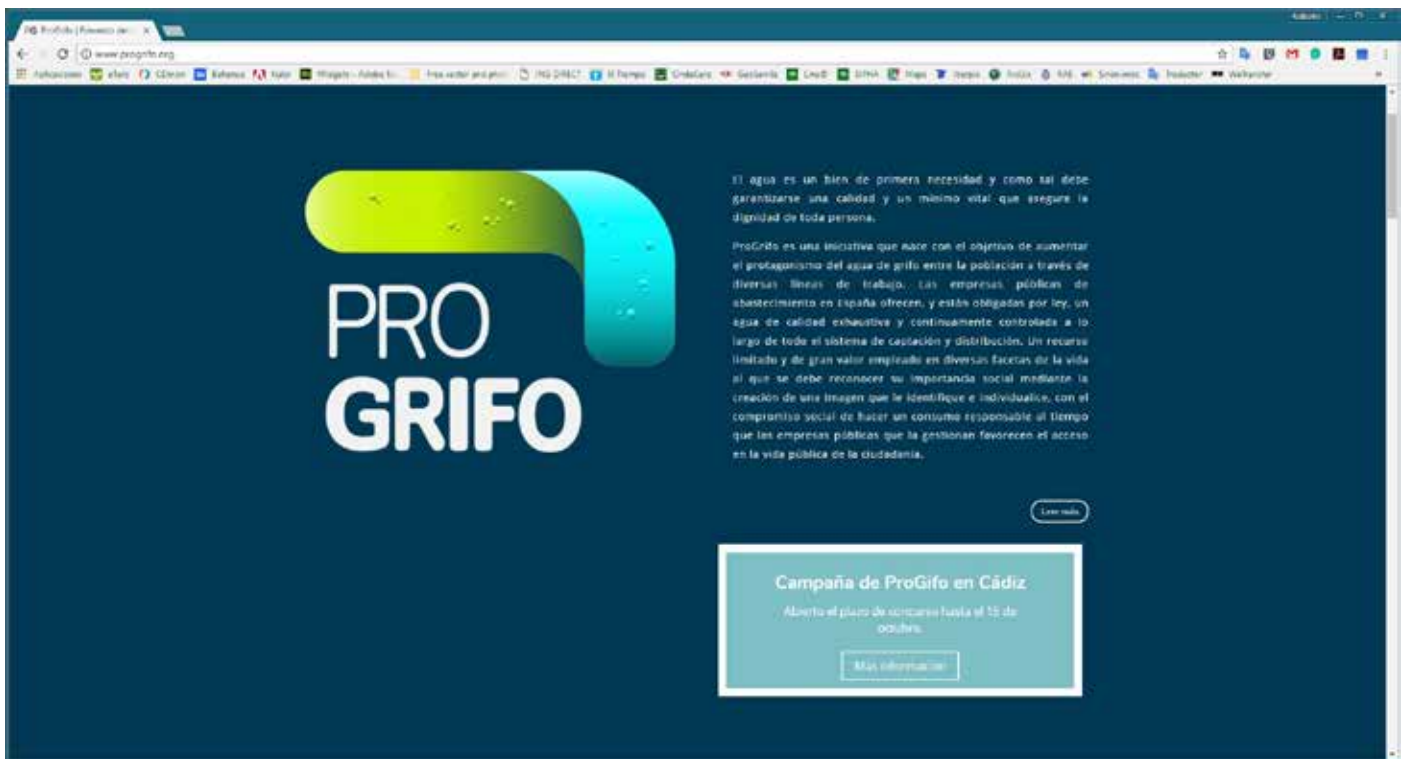 www.progrifo.org
PRO
GRIFO
El agua es un bien de primera necesidad y como tal debe
garantizarse una calidad y un mínimo vital que asegure la
dignidad de toda persona.
ProGrifo es una iniciativa que nace con el objetivo de aumentar
el protagonismo del agua de grifo entre la población a través de
diversas líneas de trabajo. Las empresas públicas de
abastecimiento en España ofrecen, y están obligadas por ley, un
agua de calidad exhaustiva y continuamente controlada a lo
largo de todo el sistema de captación y distribución. Un recurso
limitado y de gran valor empleado en diversas facetas de la vida
al que se debe reconocer su importancia social mediante la
creación de una imagen que le identifique e individualice, con el
compromiso social de hacer un consumo responsable al tiempo
que las empresas públicas que la gestionan favorecen el acceso
en la vida pública de la ciudadanía.
Leer más
Campaña de ProGifo en Cádiz
Abierto el plazo de concurso hasta el 15 de
octubre.
Más información